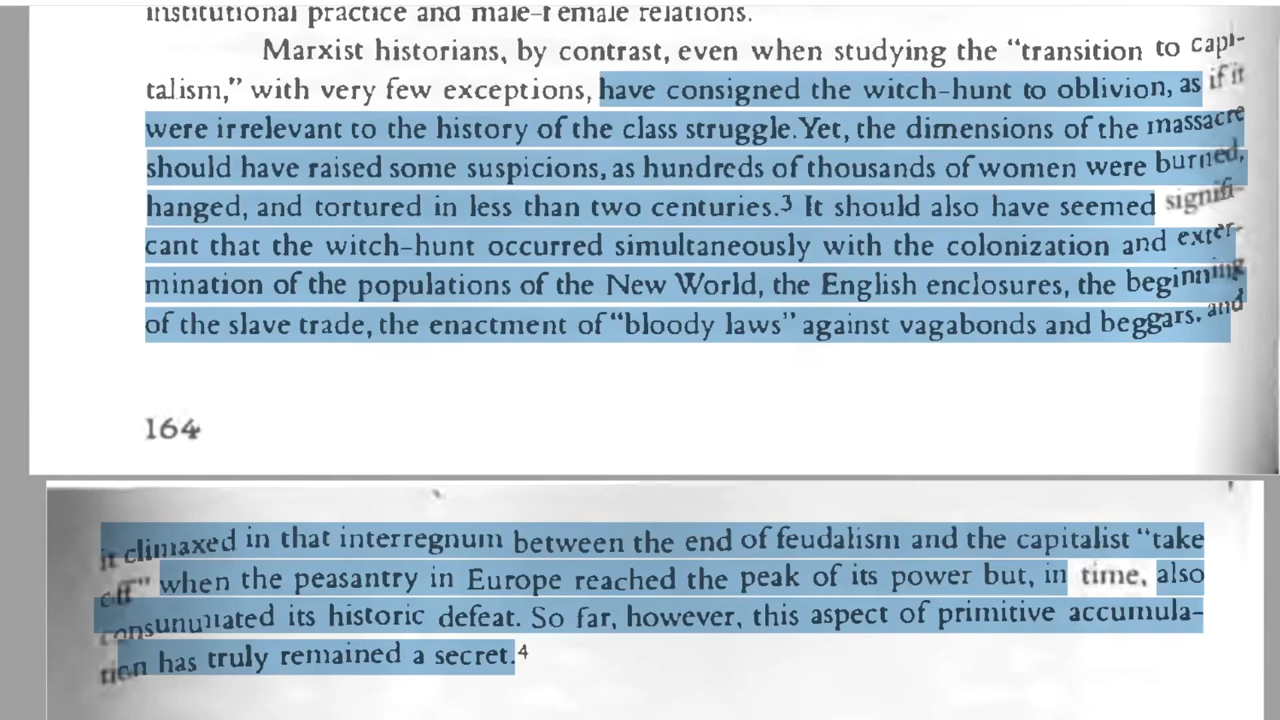 institutional practice and male-female relations.
Marxist historians, by contrast, even when studying the “transition to capi-
talism,” with very few exceptions, have consigned the witch-hunt to oblivion, as if it
were irrelevant to the history of the class struggle. Yet, the dimensions of the massacre
should have raised some suspicions, as hundreds of thousands of women were burned,
hanged, and tortured in less than two centuries.3 It should also have seemed signifi-
cant that the witch-hunt occurred simultaneously with the colonization and exter-
mination of the populations of the New World, the English enclosures, the beginning
of the slave trade, the enactment of “bloody laws” against vagabonds and beggars, and
164
it climaxed in that interregnum between the end of feudalism and the capitalist “take
off” when the peasantry in Europe reached the peak of its power but, in time, also
consummated its historic defeat. So far, however, this aspect of primitive accumula-
tion has truly remained a secret.4